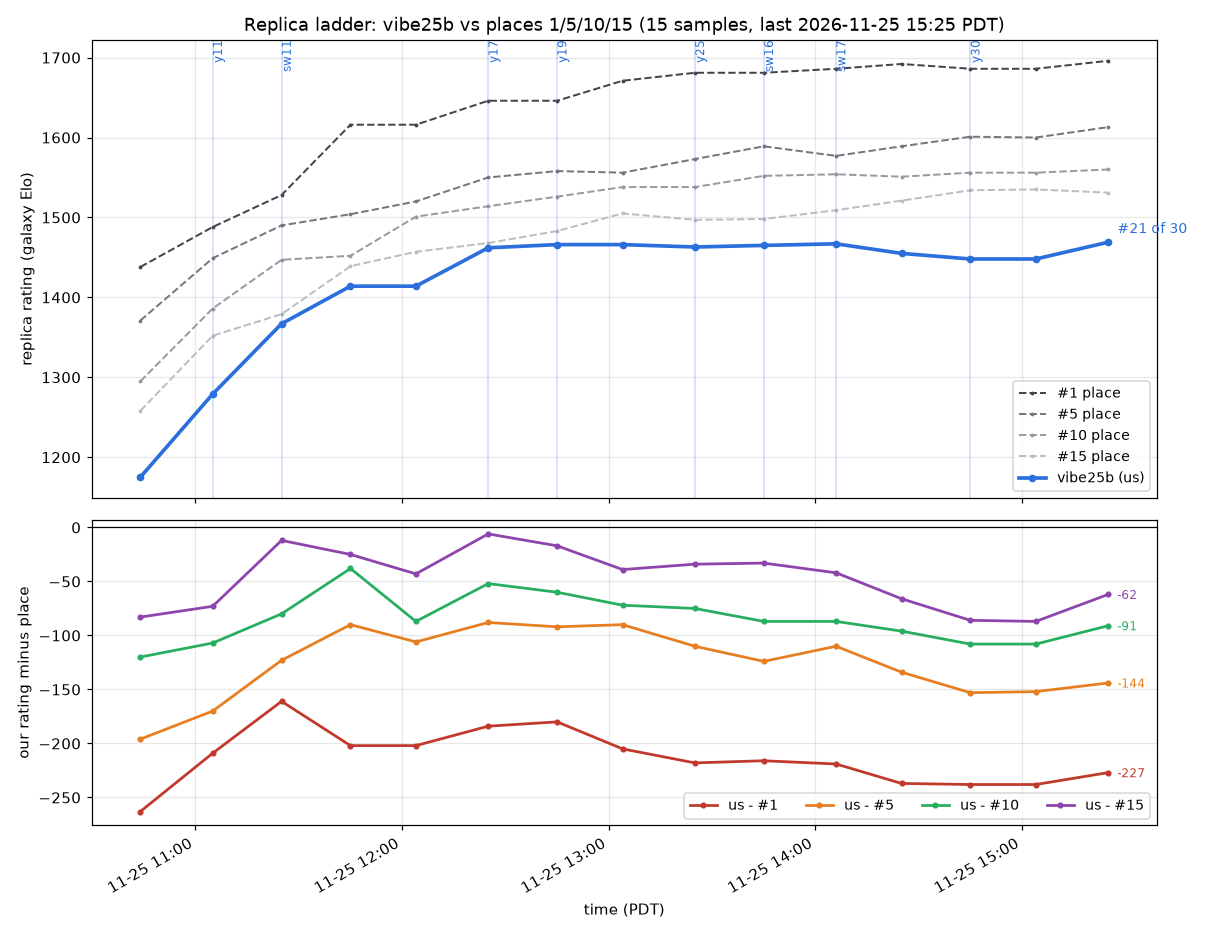 Replica ladder: vibe25b vs places 1/5/10/15 (15 samples, last 2026-11-25 15:25 PDT)
y11
sw11
y17
y19
y25
sw16
sw17
y30
1700
1600
1500
1400
1300
1200
replica rating (galaxy Elo)
#21 of 30
#1 place
#5 place
#10 place
#15 place
vibe25b (us)
0
−50
−100
−150
−200
−250
our rating minus place
-62
-91
-144
-227
us - #1
us - #5
us - #10
us - #15
11-25 11:00
11-25 12:00
11-25 13:00
11-25 14:00
11-25 15:00
time (PDT)